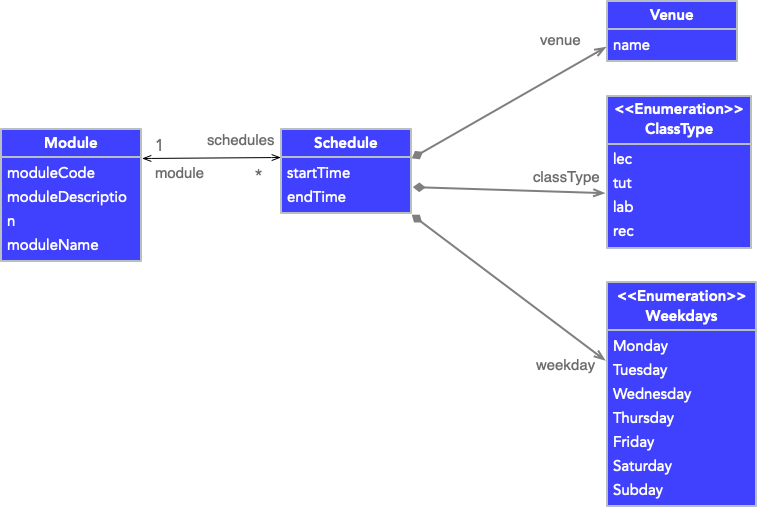 Module
moduleCode
moduleDescriptio
n
moduleName
1
schedules
module
*
Schedule
startTime
endTime
venue
classType
weekday
Venue
name
<<Enumeration>>
ClassType
lec
tut
lab
rec
<<Enumeration>>
Weekdays
Monday
Tuesday
Wednesday
Thursday
Friday
Saturday
Subday